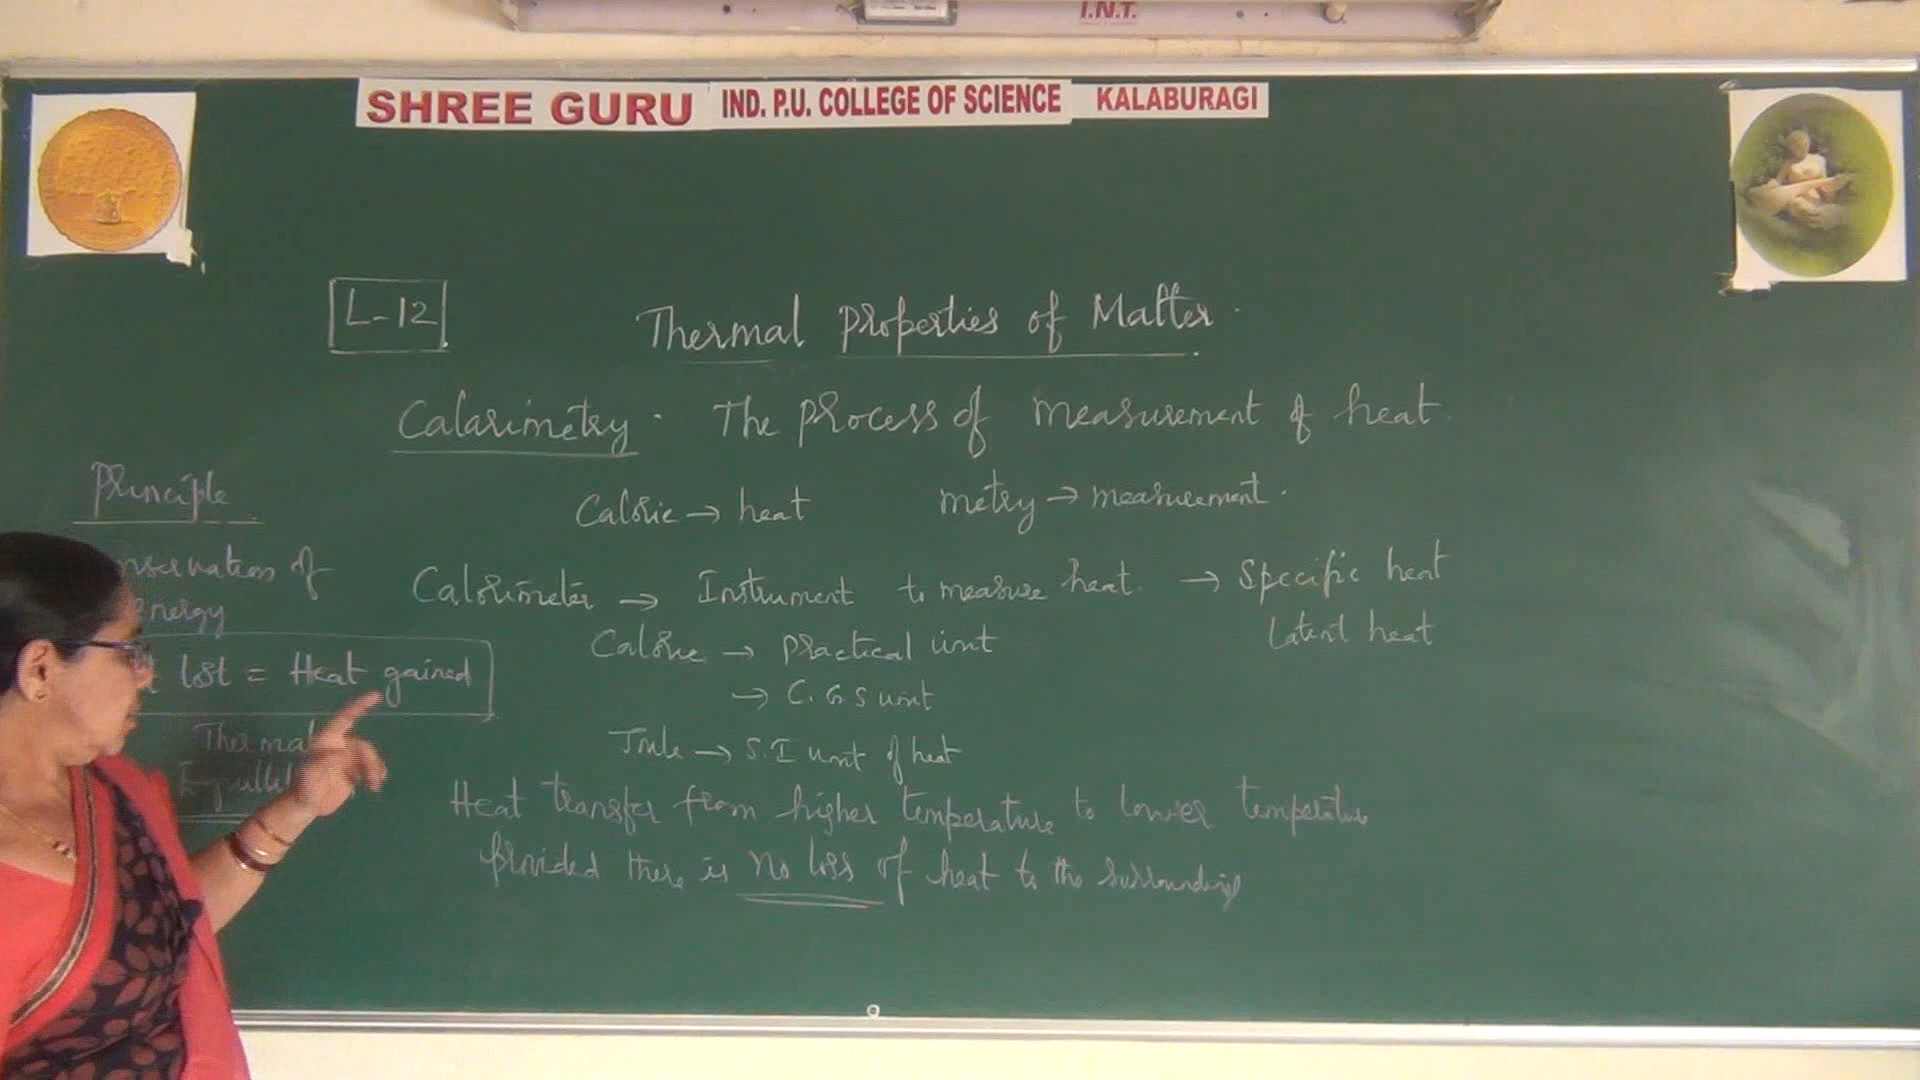 I.N.T.
SHREE GURU IND. P.U. COLLEGE OF SCIENCE KALABURAGI
L-12
Thermal Properties of Matter.
Calarimetry. The process of measurement of heat.
Calorie → heat metry → measurement.
Calorimeter → Instrument to measure heat. → Specific heat
Latent heat
Calorie → practical unit
→ C.G.S unit
Joule → S.I unit of heat
Heat transfer from higher temperature to lower temperature
provided there is no loss of heat to the surroundings
Principle
of
lost = Heat gained
Thermal